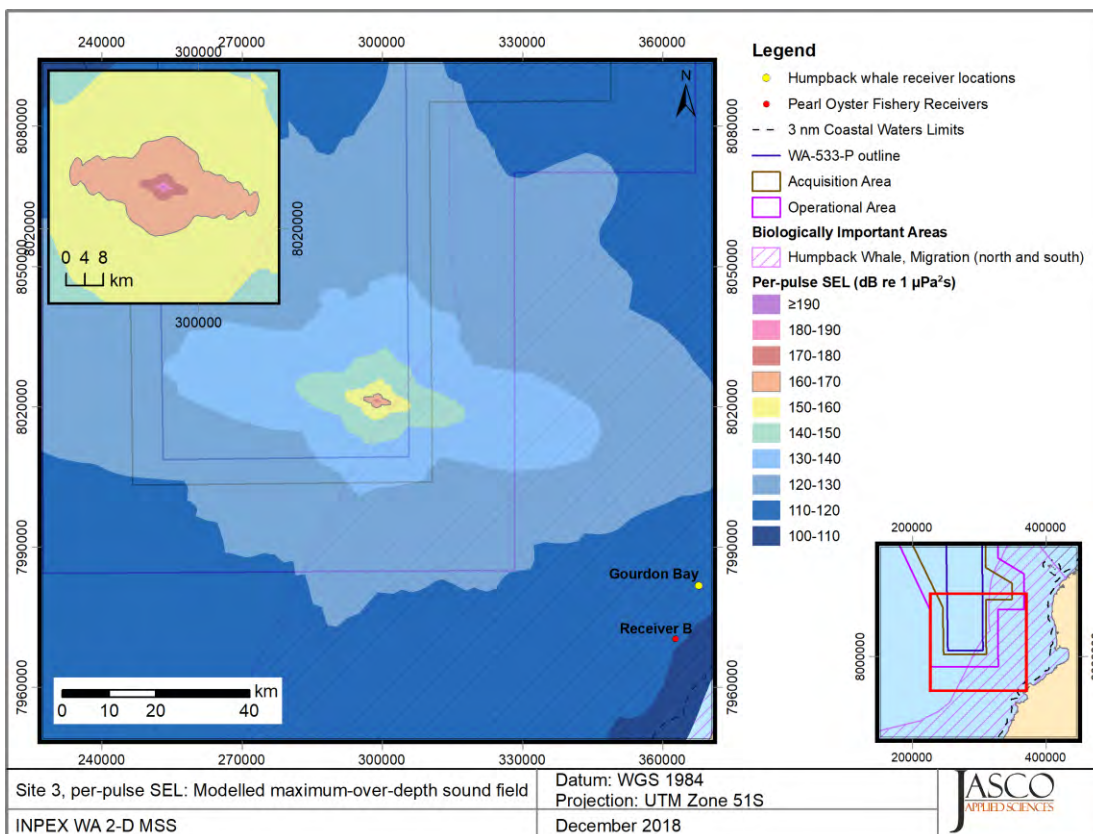 240000 270000 300000 330000 360000
300000
8080000
8050000
8020000
7990000
7960000
8020000
0 4 8
km
300000
N
8080000
8050000
8020000
7990000
7960000
Gourdon Bay
Receiver B
km
0 10 20 40
240000 270000 300000 330000 360000
Legend
Humpback whale receiver locations
Pearl Oyster Fishery Receivers
3 nm Coastal Waters Limits
WA-533-P outline
Acquisition Area
Operational Area
Biologically Important Areas
Humpback Whale, Migration (north and south)
Per-pulse SEL (dB re 1 µPa²s)
≥190
180-190
170-180
160-170
150-160
140-150
130-140
120-130
110-120
100-110
200000 400000
8000000
200000 400000
Site 3, per-pulse SEL: Modelled maximum-over-depth sound field
INPEX WA 2-D MSS
Datum: WGS 1984
Projection: UTM Zone 51S
December 2018
JASCO
APPLIED SCIENCES